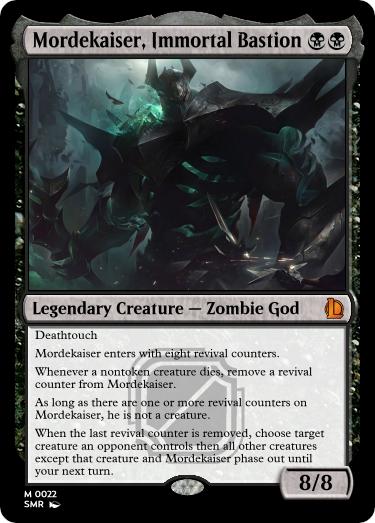 Mordekaiser, Immortal Bastion
Legendary Creature — Zombie God
Deathtouch
Mordekaiser enters with eight revival counters.
Whenever a nontoken creature dies, remove a revival
counter from Mordekaiser.
As long as there are one or more revival counters on
Mordekaiser, he is not a creature.
When the last revival counter is removed, choose target
creature an opponent controls then all other creatures
except that creature and Mordekaiser phase out until
your next turn.
8/8
M 0022
SMR